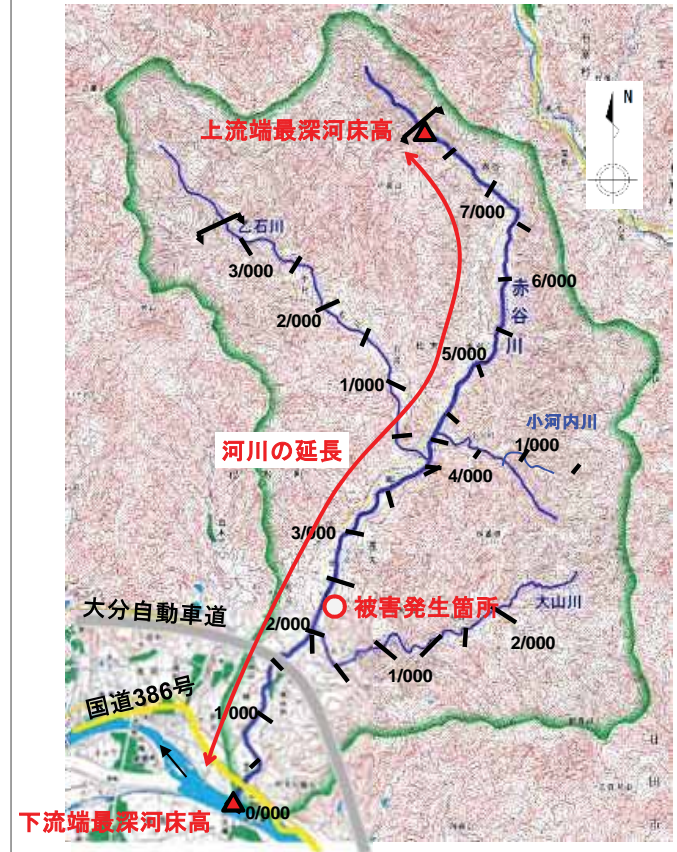 N
上流端最深河床高
乙石川
7/000
3/000
6/000
赤谷川
2/000
5/000
1/000
小河内川
1/000
河川の延長
4/000
3/000
被害発生箇所
大分自動車道
大山川
2/000
2/000
1/000
国道386号
1/000
0/000
下流端最深河床高